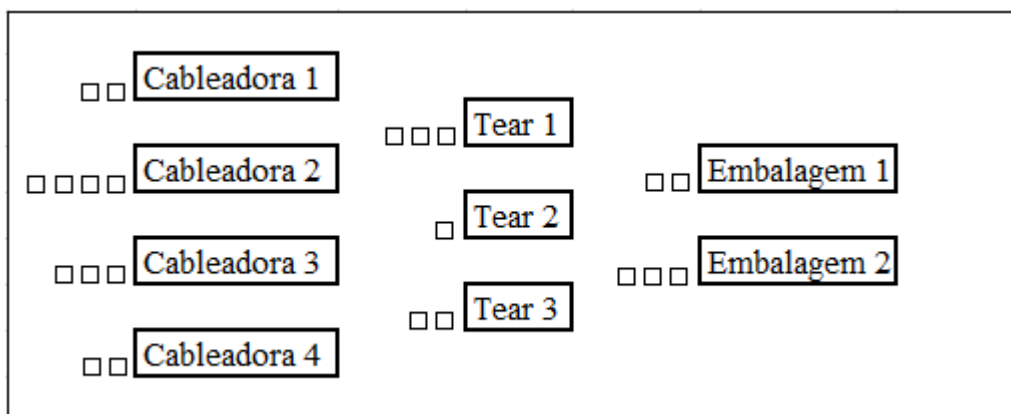 Cableadora 1
Cableadora 2
Cableadora 3
Cableadora 4
Tear 1
Tear 2
Tear 3
Embalagem 1
Embalagem 2